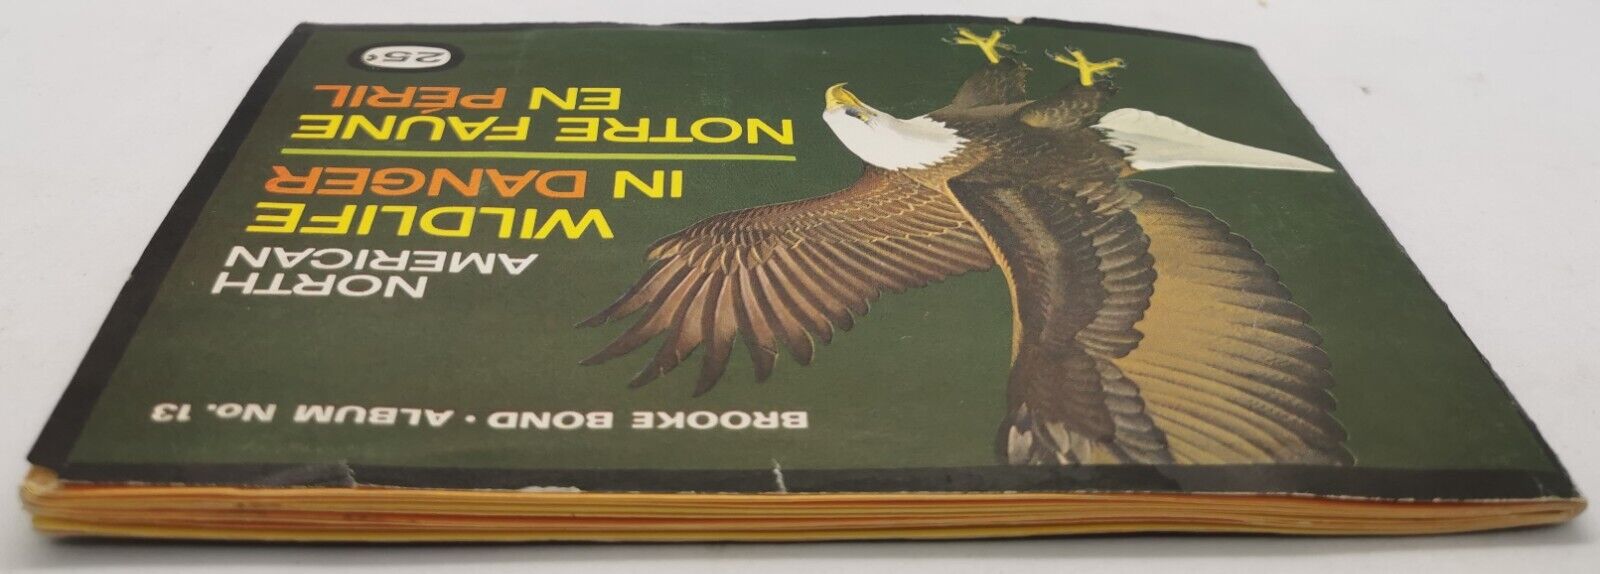 BROOKE BOND · ALBUM No. 13
NORTH
AMERICAN
WILDLIFE
IN DANGER
NOTRE FAUNE
EN PÉRIL
25¢